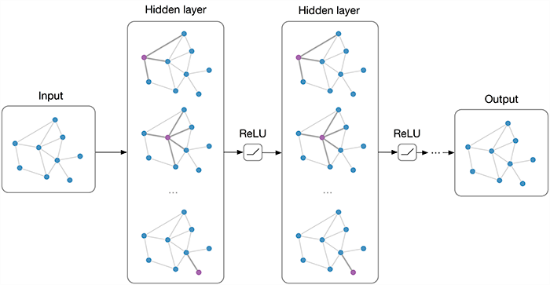 Hidden layer
Hidden layer
Input
ReLU
ReLU
Output
...
...
...